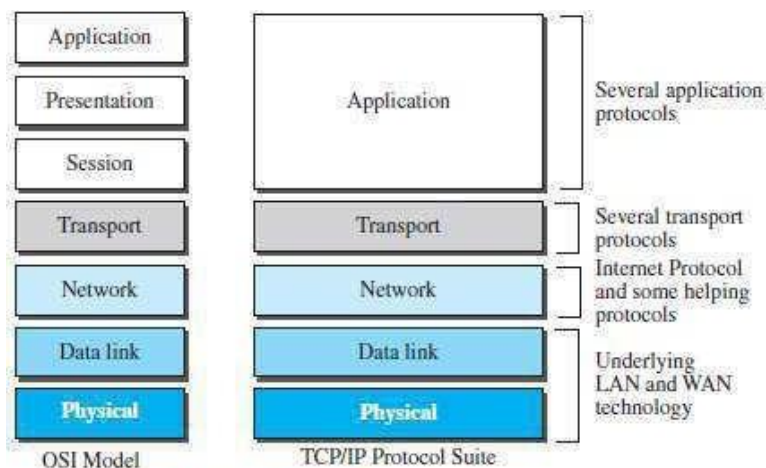 Application
Presentation
Session
Transport
Network
Data link
Physical
OSI Model
Application
Transport
Network
Data link
Physical
TCP/IP Protocol Suite
Several application
protocols
Several transport
protocols
Internet Protocol
and some helping
protocols
Underlying
LAN and WAN
technology